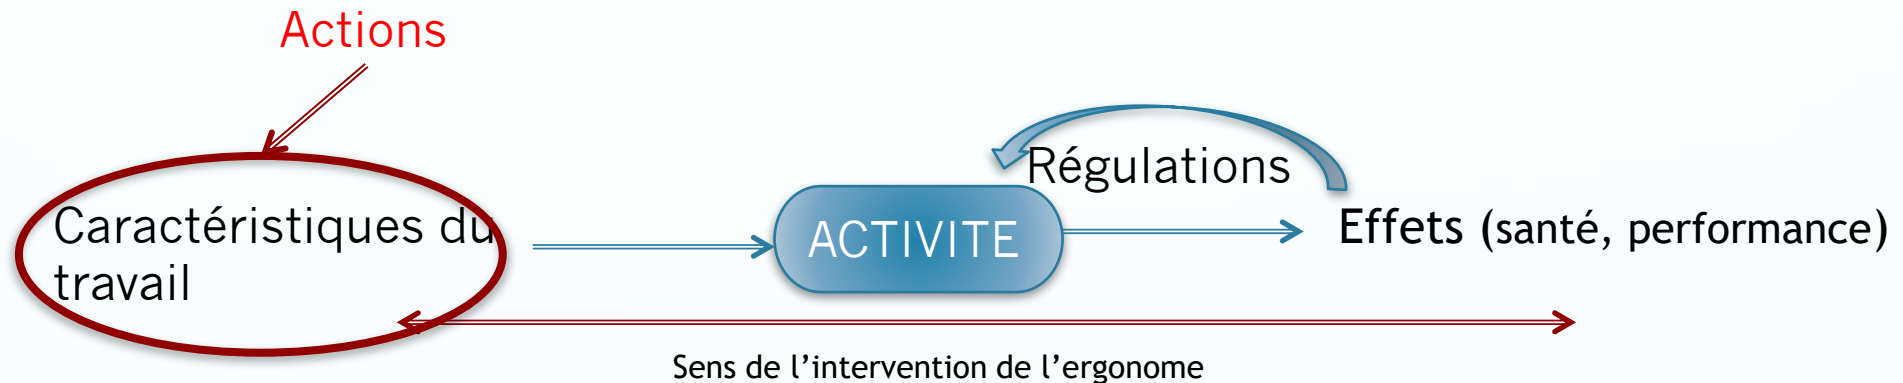 Actions
Régulations
Caractéristiques du
travail
ACTIVITE
Effets (santé, performance)
Sens de l’intervention de l’ergonome